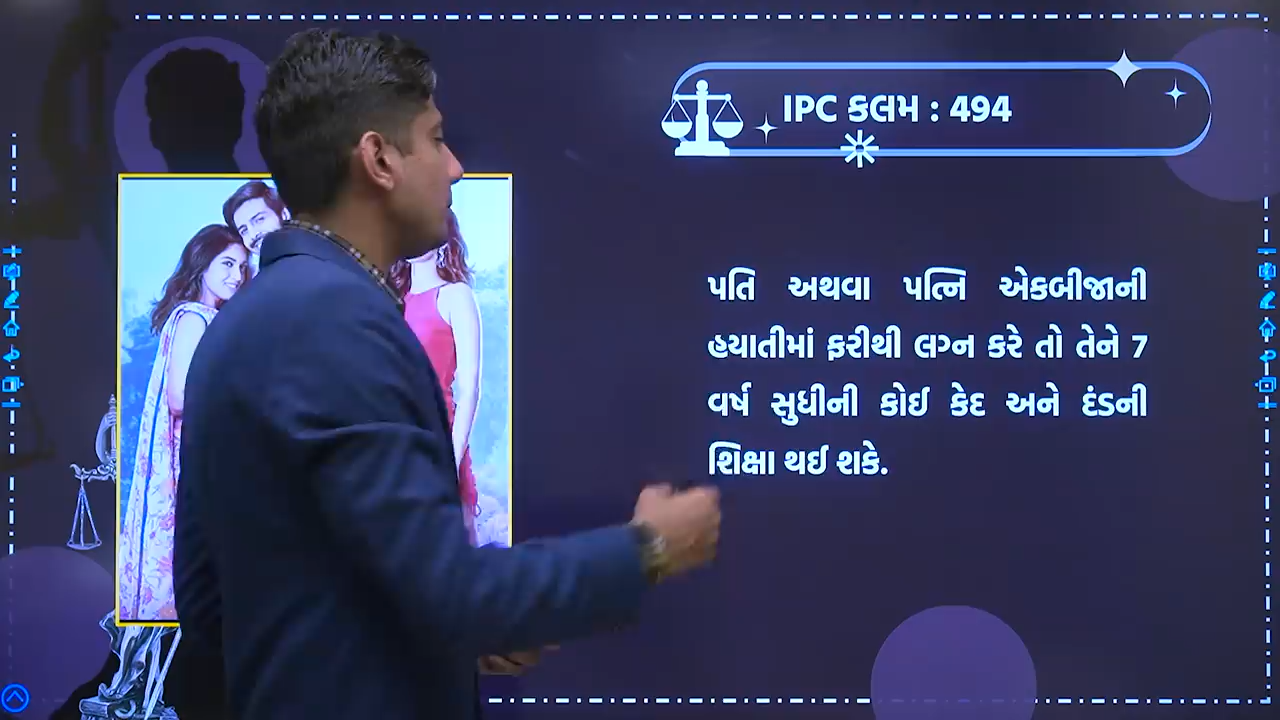 IPC કલમ : 494
પતિ અથવા પત્નિ એકબીજાની
હયાતીમાં ફરીથી લગ્ન કરે તો તેને 7
વર્ષ સુધીની કોઈ કેદ અને દંડની
શિક્ષા થઈ શકે.